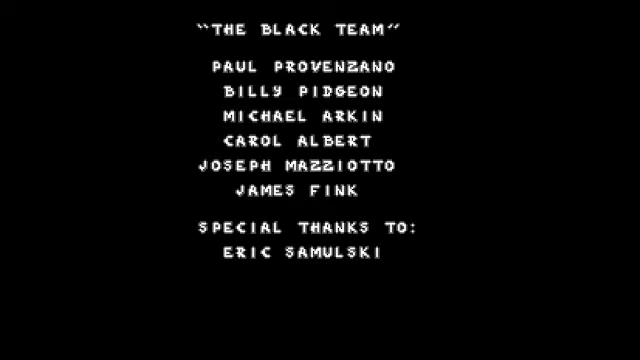 “THE BLACK TEAM”
PAUL PROVENZANO
BILLY PIDGEON
MICHAEL ARKIN
CAROL ALBERT
JOSEPH MAZZIOTTO
JAMES FINK
SPECIAL THANKS TO:
ERIC SAMULSKI